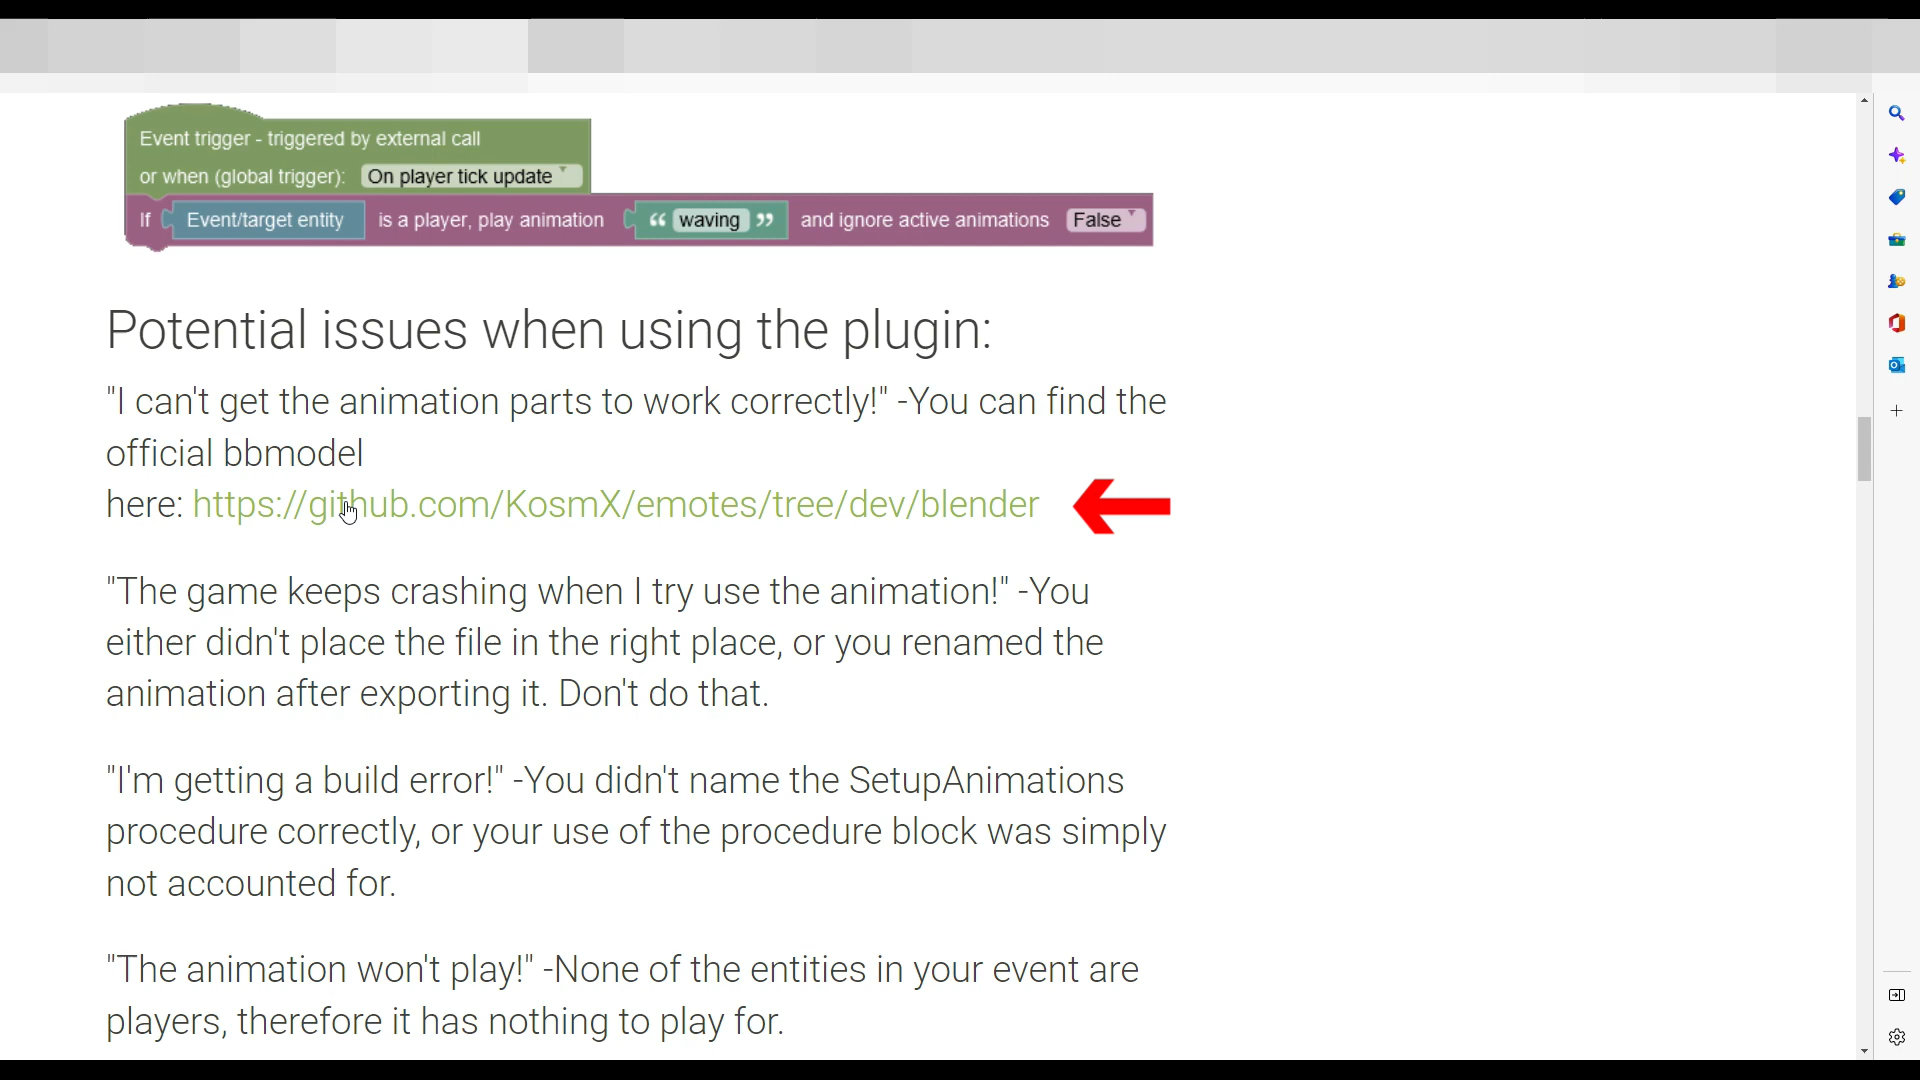 Event trigger - triggered by external call
or when (global trigger): On player tick update
If Event/target entity is a player, play animation “ waving ” and ignore active animations False
Potential issues when using the plugin:
"I can't get the animation parts to work correctly!" -You can find the
official bbmodel
here: https://github.com/KosmX/emotes/tree/dev/blender
"The game keeps crashing when I try use the animation!" -You
either didn't place the file in the right place, or you renamed the
animation after exporting it. Don't do that.
"I'm getting a build error!" -You didn't name the SetupAnimations
procedure correctly, or your use of the procedure block was simply
not accounted for.
"The animation won't play!" -None of the entities in your event are
players, therefore it has nothing to play for.